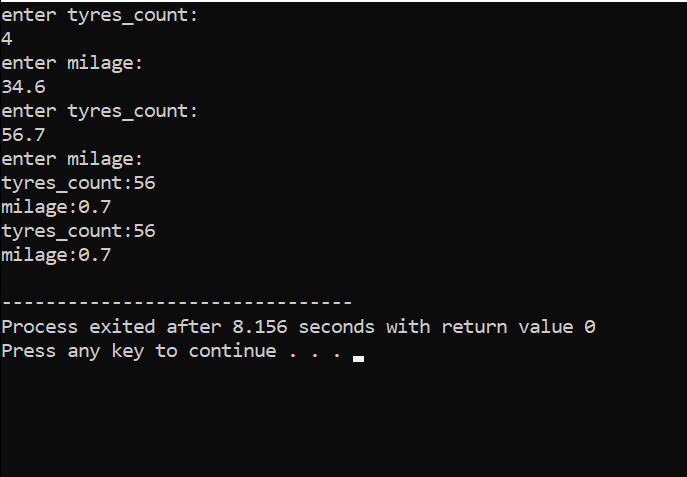 enter tyres_count:
4
enter milage:
34.6
enter tyres_count:
56.7
enter milage:
tyres_count:56
milage:0.7
tyres_count:56
milage:0.7
--------------------------------
Process exited after 8.156 seconds with return value 0
Press any key to continue . . .